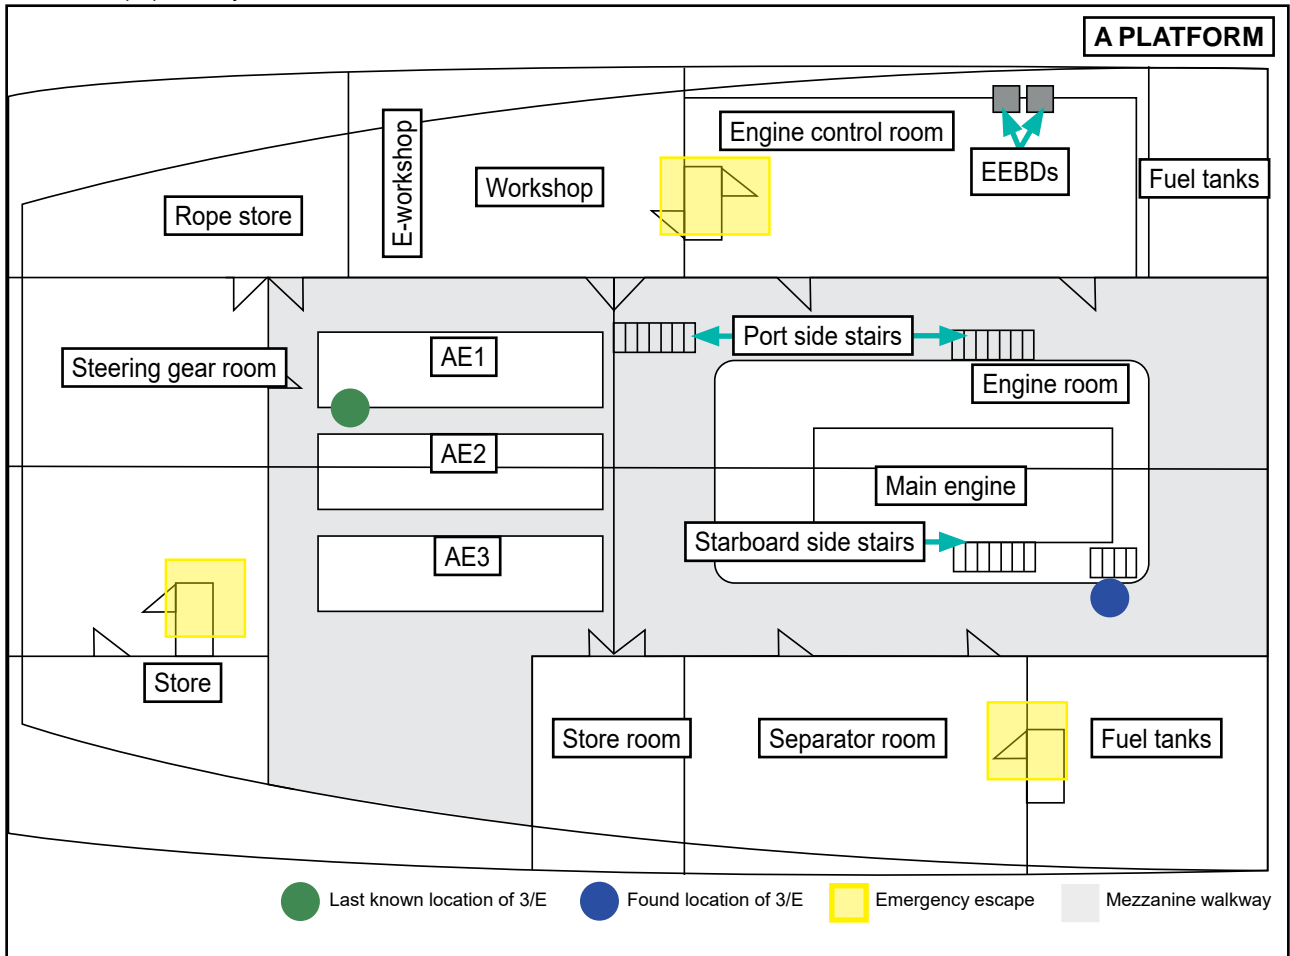 A PLATFORM
Engine control room
EEBDs
Fuel tanks
E-workshop
Workshop
Rope store
Port side stairs
Steering gear room
AE1
Engine room
AE2
Main engine
Starboard side stairs
AE3
Store
Store room
Separator room
Fuel tanks
Last known location of 3/E
Found location of 3/E
Emergency escape
Mezzanine walkway